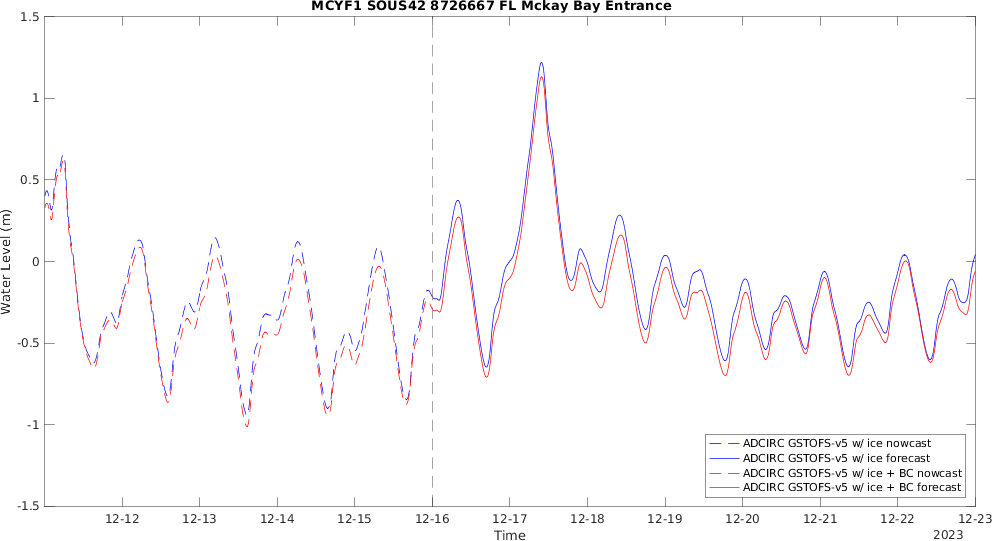 MCYF1 SOUS42 8726667 FL Mckay Bay Entrance
1.5
1
0.5
0
-0.5
-1
-1.5
Water Level (m)
12-12
12-13
12-14
12-15
12-16
12-17
12-18
12-19
12-20
12-21
12-22
12-23
Time
2023
ADCIRC GSTOFS-v5 w/ ice nowcast
ADCIRC GSTOFS-v5 w/ ice forecast
ADCIRC GSTOFS-v5 w/ ice + BC nowcast
ADCIRC GSTOFS-v5 w/ ice + BC forecast